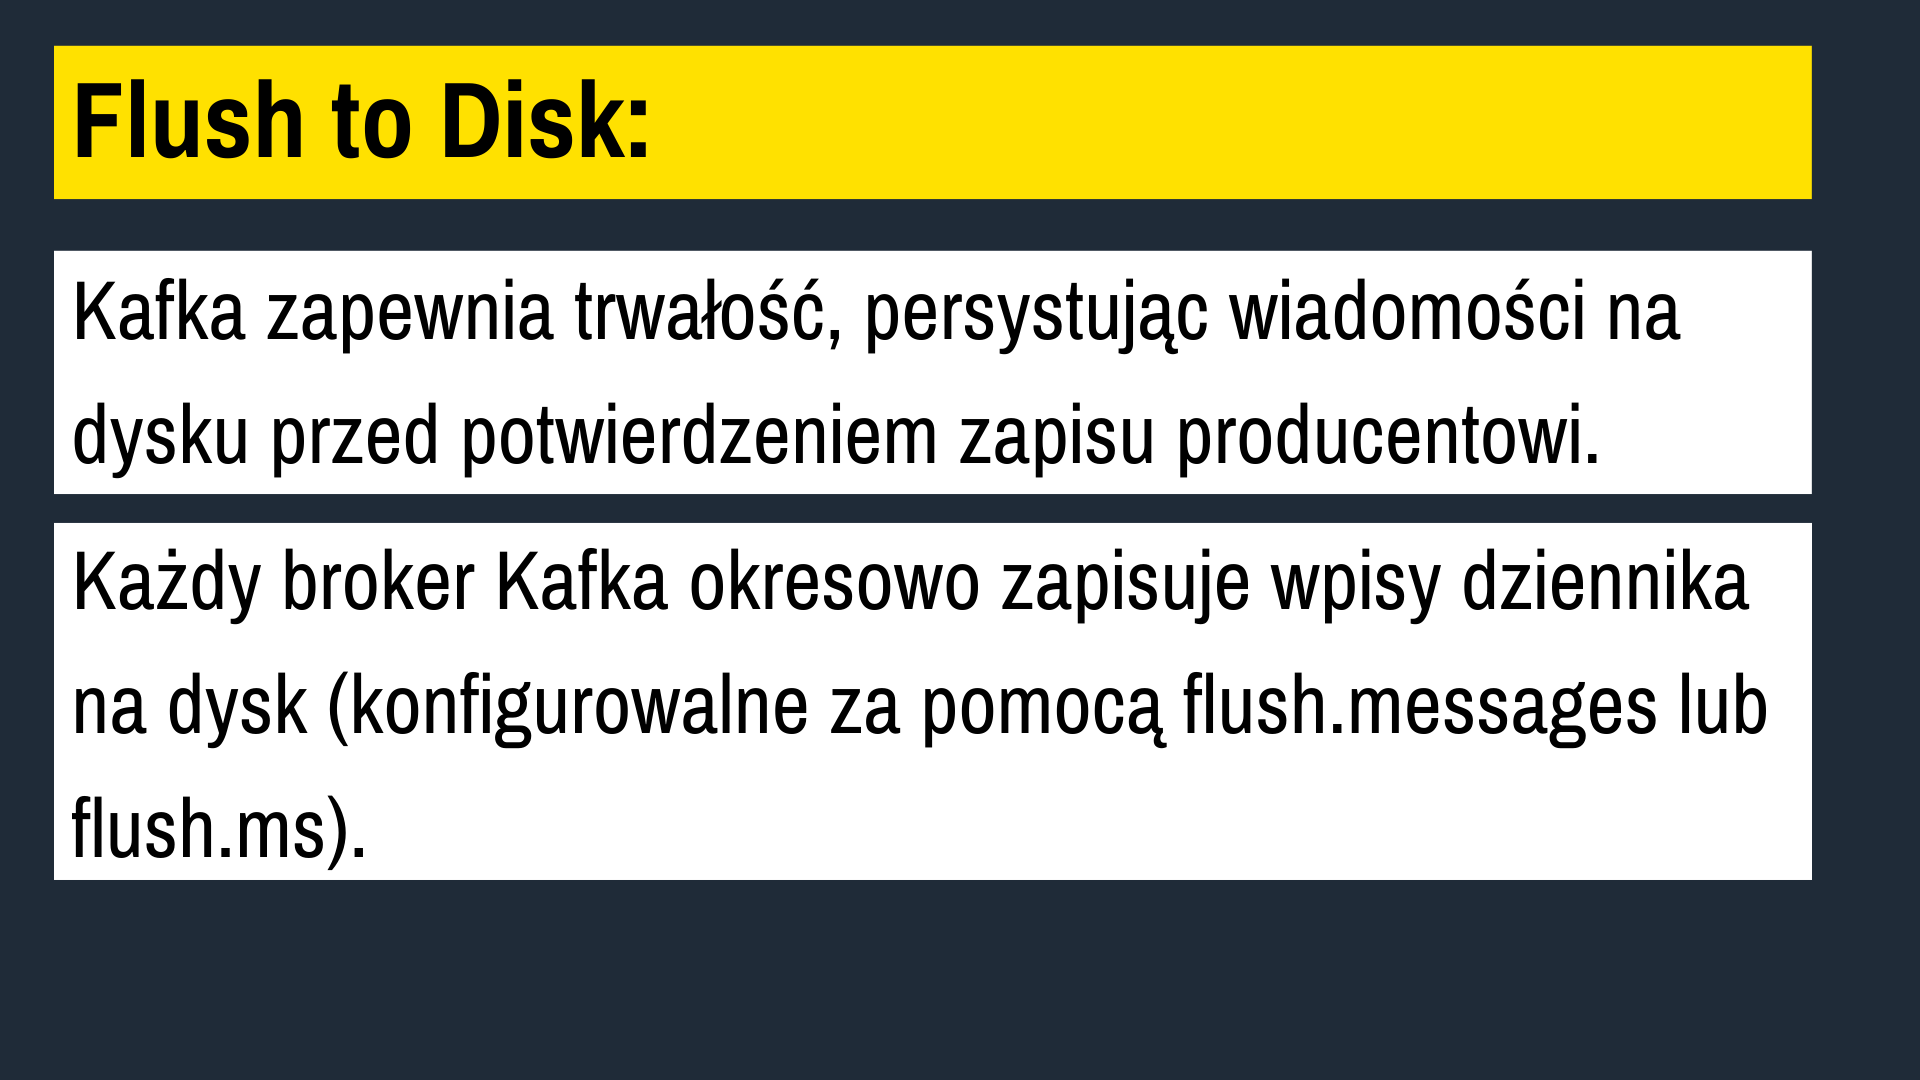 Flush to Disk:
Kafka zapewnia trwałość, persystując wiadomości na
dysku przed potwierdzeniem zapisu producentowi.
Każdy broker Kafka okresowo zapisuje wpisy dziennika
na dysk (konfigurowalne za pomocą flush.messages lub
flush.ms).